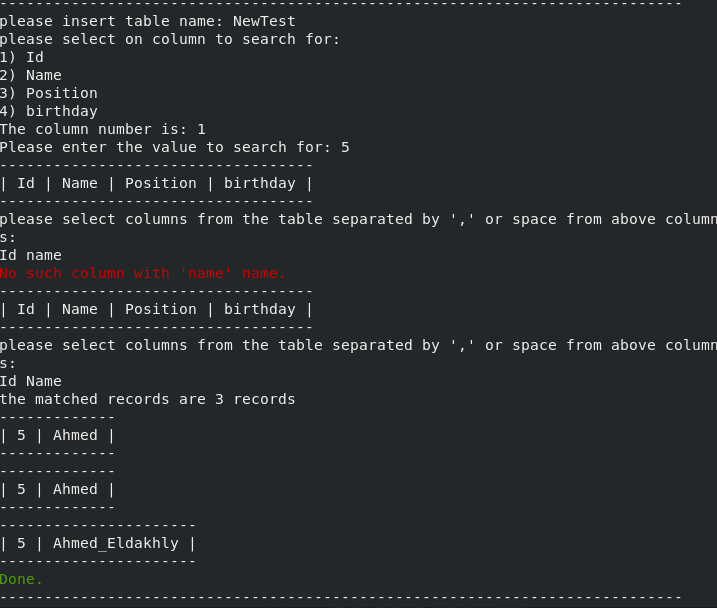 -----------------------------------------------------------------------------
please insert table name: NewTest
please select on column to search for:
1) Id
2) Name
3) Position
4) birthday
The column number is: 1
Please enter the value to search for: 5
-----------------------------------
| Id | Name | Position | birthday |
-----------------------------------
please select columns from the table separated by ',' or space from above column
s:
Id name
No such column with 'name' name.
-----------------------------------
| Id | Name | Position | birthday |
-----------------------------------
please select columns from the table separated by ',' or space from above column
s:
Id Name
the matched records are 3 records
-------------
| 5 | Ahmed |
-------------
-------------
| 5 | Ahmed |
-------------
----------------------
| 5 | Ahmed_Eldakhly |
----------------------
Done.
-----------------------------------------------------------------------------